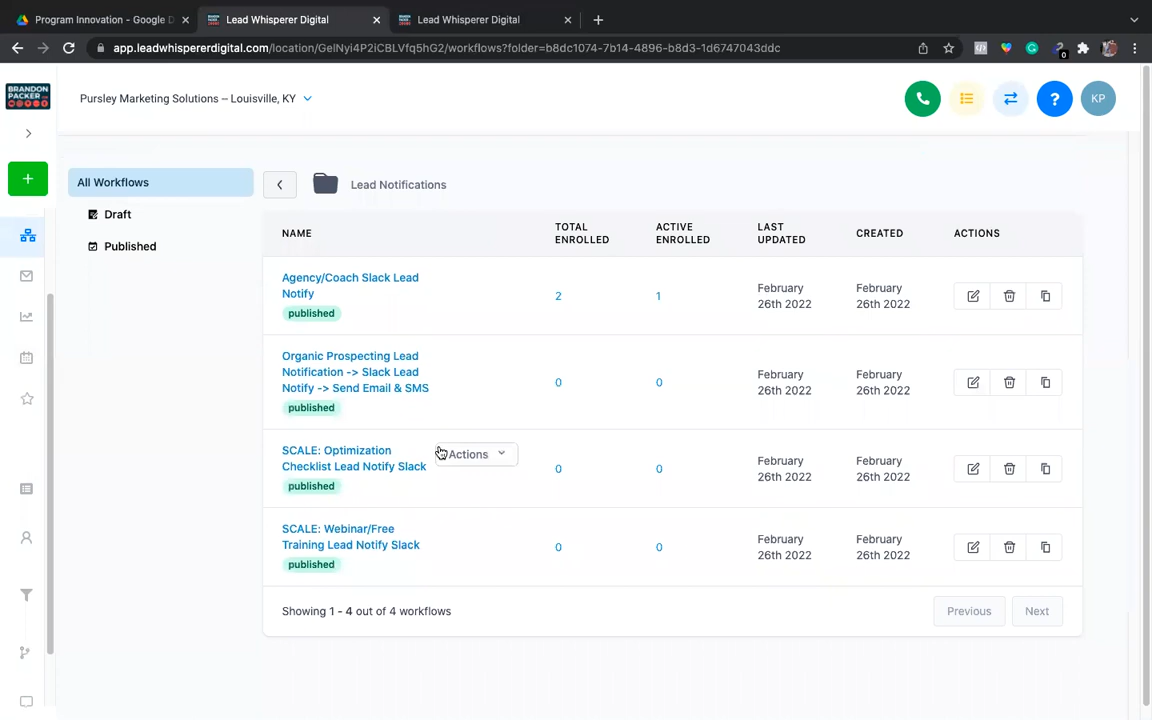 Program Innovation - Google D
Lead Whisperer Digital
Lead Whisperer Digital
app.leadwhispererdigital.com/location/GelNyi4P2iCBLVfq5hG2/workflows?folder=b8dc1074-7b14-4896-b8d3-1d6747043ddc
0
BRANDON
PACKER
Pursley Marketing Solutions -- Louisville, KY
KP
All Workflows
Draft
Published
Lead Notifications
NAME
TOTAL ENROLLED
ACTIVE ENROLLED
LAST UPDATED
CREATED
ACTIONS
Agency/Coach Slack Lead
Notify
published
2
1
February
26th 2022
February
26th 2022
Organic Prospecting Lead
Notification -> Slack Lead
Notify -> Send Email & SMS
published
0
0
February
26th 2022
February
26th 2022
SCALE: Optimization
Checklist Lead Notify Slack
published
Actions
0
0
February
26th 2022
February
26th 2022
SCALE: Webinar/Free
Training Lead Notify Slack
published
0
0
February
26th 2022
February
26th 2022
Showing 1 - 4 out of 4 workflows
Previous
Next